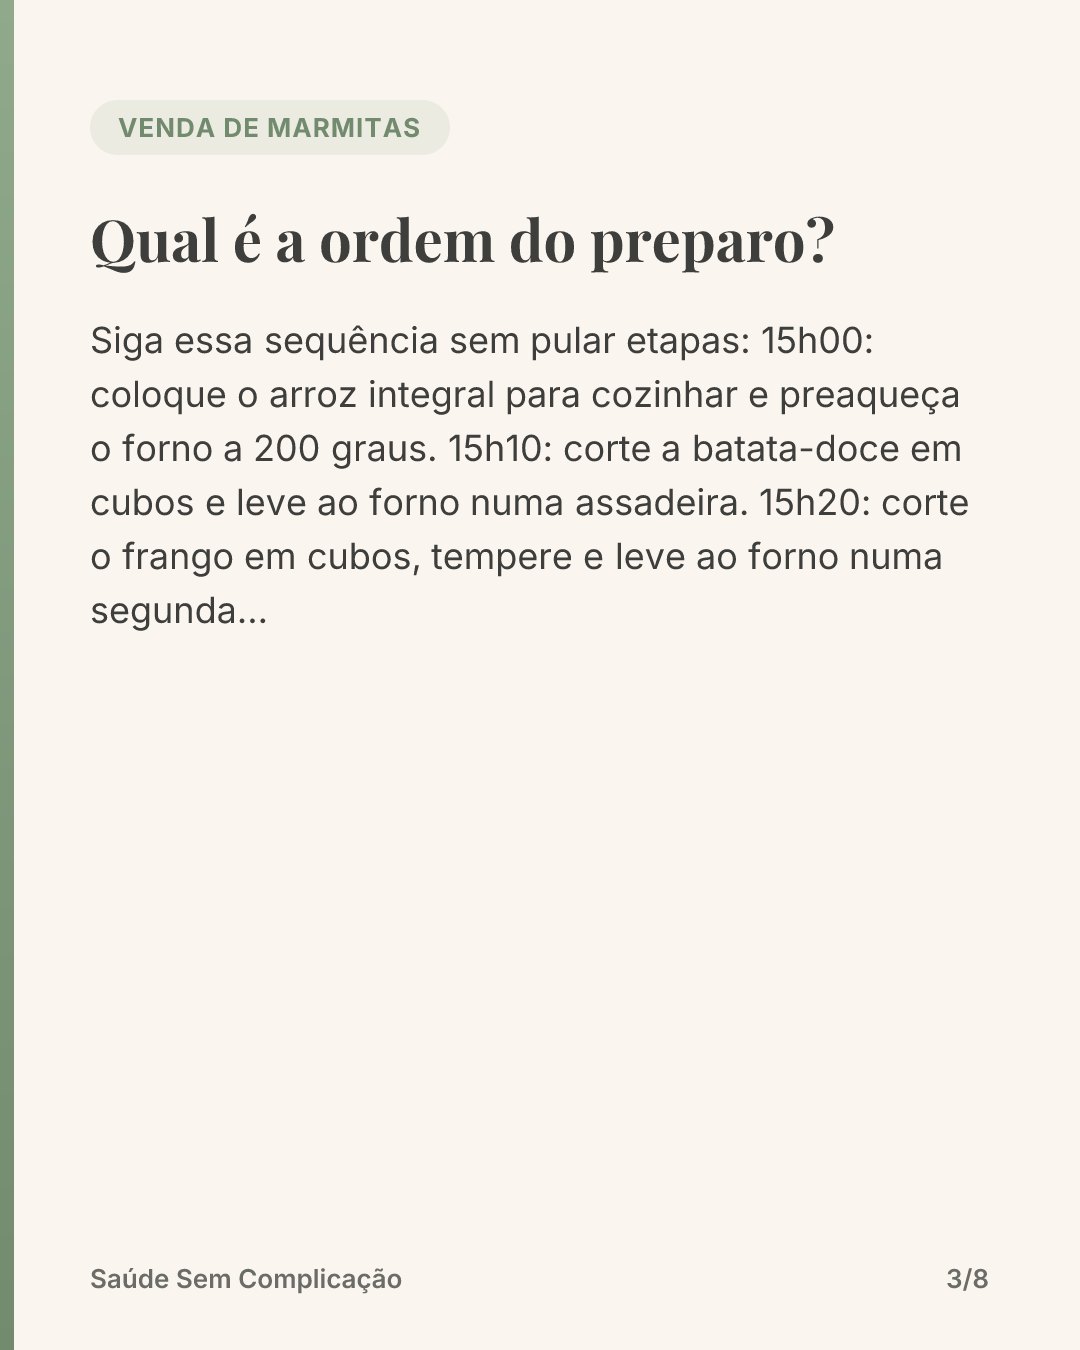 VENDA DE MARMITAS
Qual é a ordem do preparo?
Siga essa sequência sem pular etapas: 15h00:
coloque o arroz integral para cozinhar e preaqueça
o forno a 200 graus. 15h10: corte a batata-doce em
cubos e leve ao forno numa assadeira. 15h20: corte
o frango em cubos, tempere e leve ao forno numa
segunda...
Saúde Sem Complicação
3/8